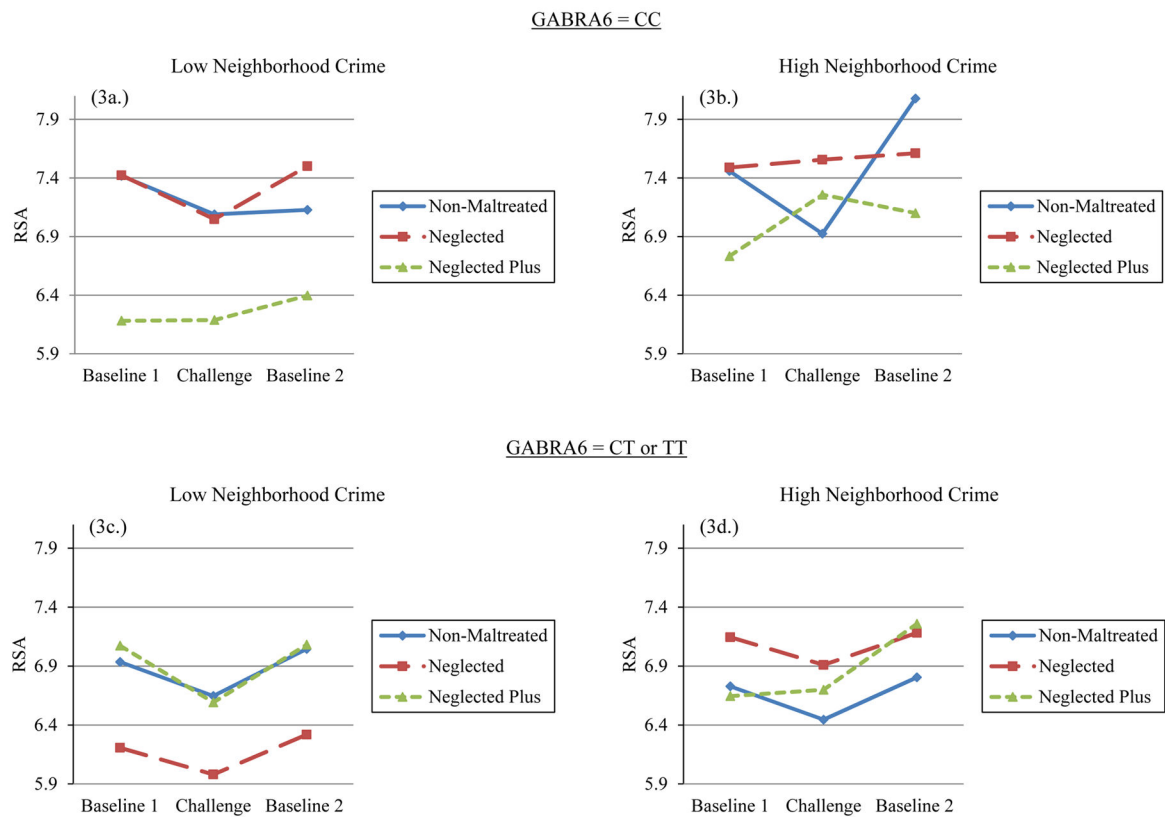 GABRA6 = CC
Low Neighborhood Crime
(3a.)
7.9
7.4
6.9
6.4
5.9
RSA
Baseline 1 Challenge Baseline 2
Non-Maltreated
Neglected
Neglected Plus
High Neighborhood Crime
(3b.)
7.9
7.4
6.9
6.4
5.9
RSA
Baseline 1 Challenge Baseline 2
Non-Maltreated
Neglected
Neglected Plus
GABRA6 = CT or TT
Low Neighborhood Crime
(3c.)
7.9
7.4
6.9
6.4
5.9
RSA
Baseline 1 Challenge Baseline 2
Non-Maltreated
Neglected
Neglected Plus
High Neighborhood Crime
(3d.)
7.9
7.4
6.9
6.4
5.9
RSA
Baseline 1 Challenge Baseline 2
Non-Maltreated
Neglected
Neglected Plus